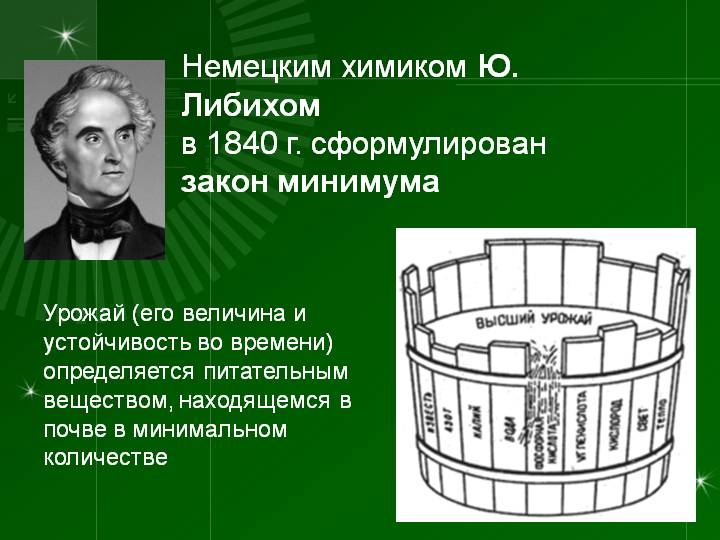 Немецким химиком Ю.
Либихом
в 1840 г. сформулирован
закон минимума
Урожай (его величина и
устойчивость во времени)
определяется питательным
веществом, находящемся в
почве в минимальном
количестве
ВЫСШИЙ УРОЖАЙ
ИЗВЕСТЬ
АЗОТ
КАЛИЙ
ВОДА
ФОСФОРНАЯ
КИСЛОТА
УГЛЕКИСЛОТА
КИСЛОРОД
СВЕТ
ТЕПЛО